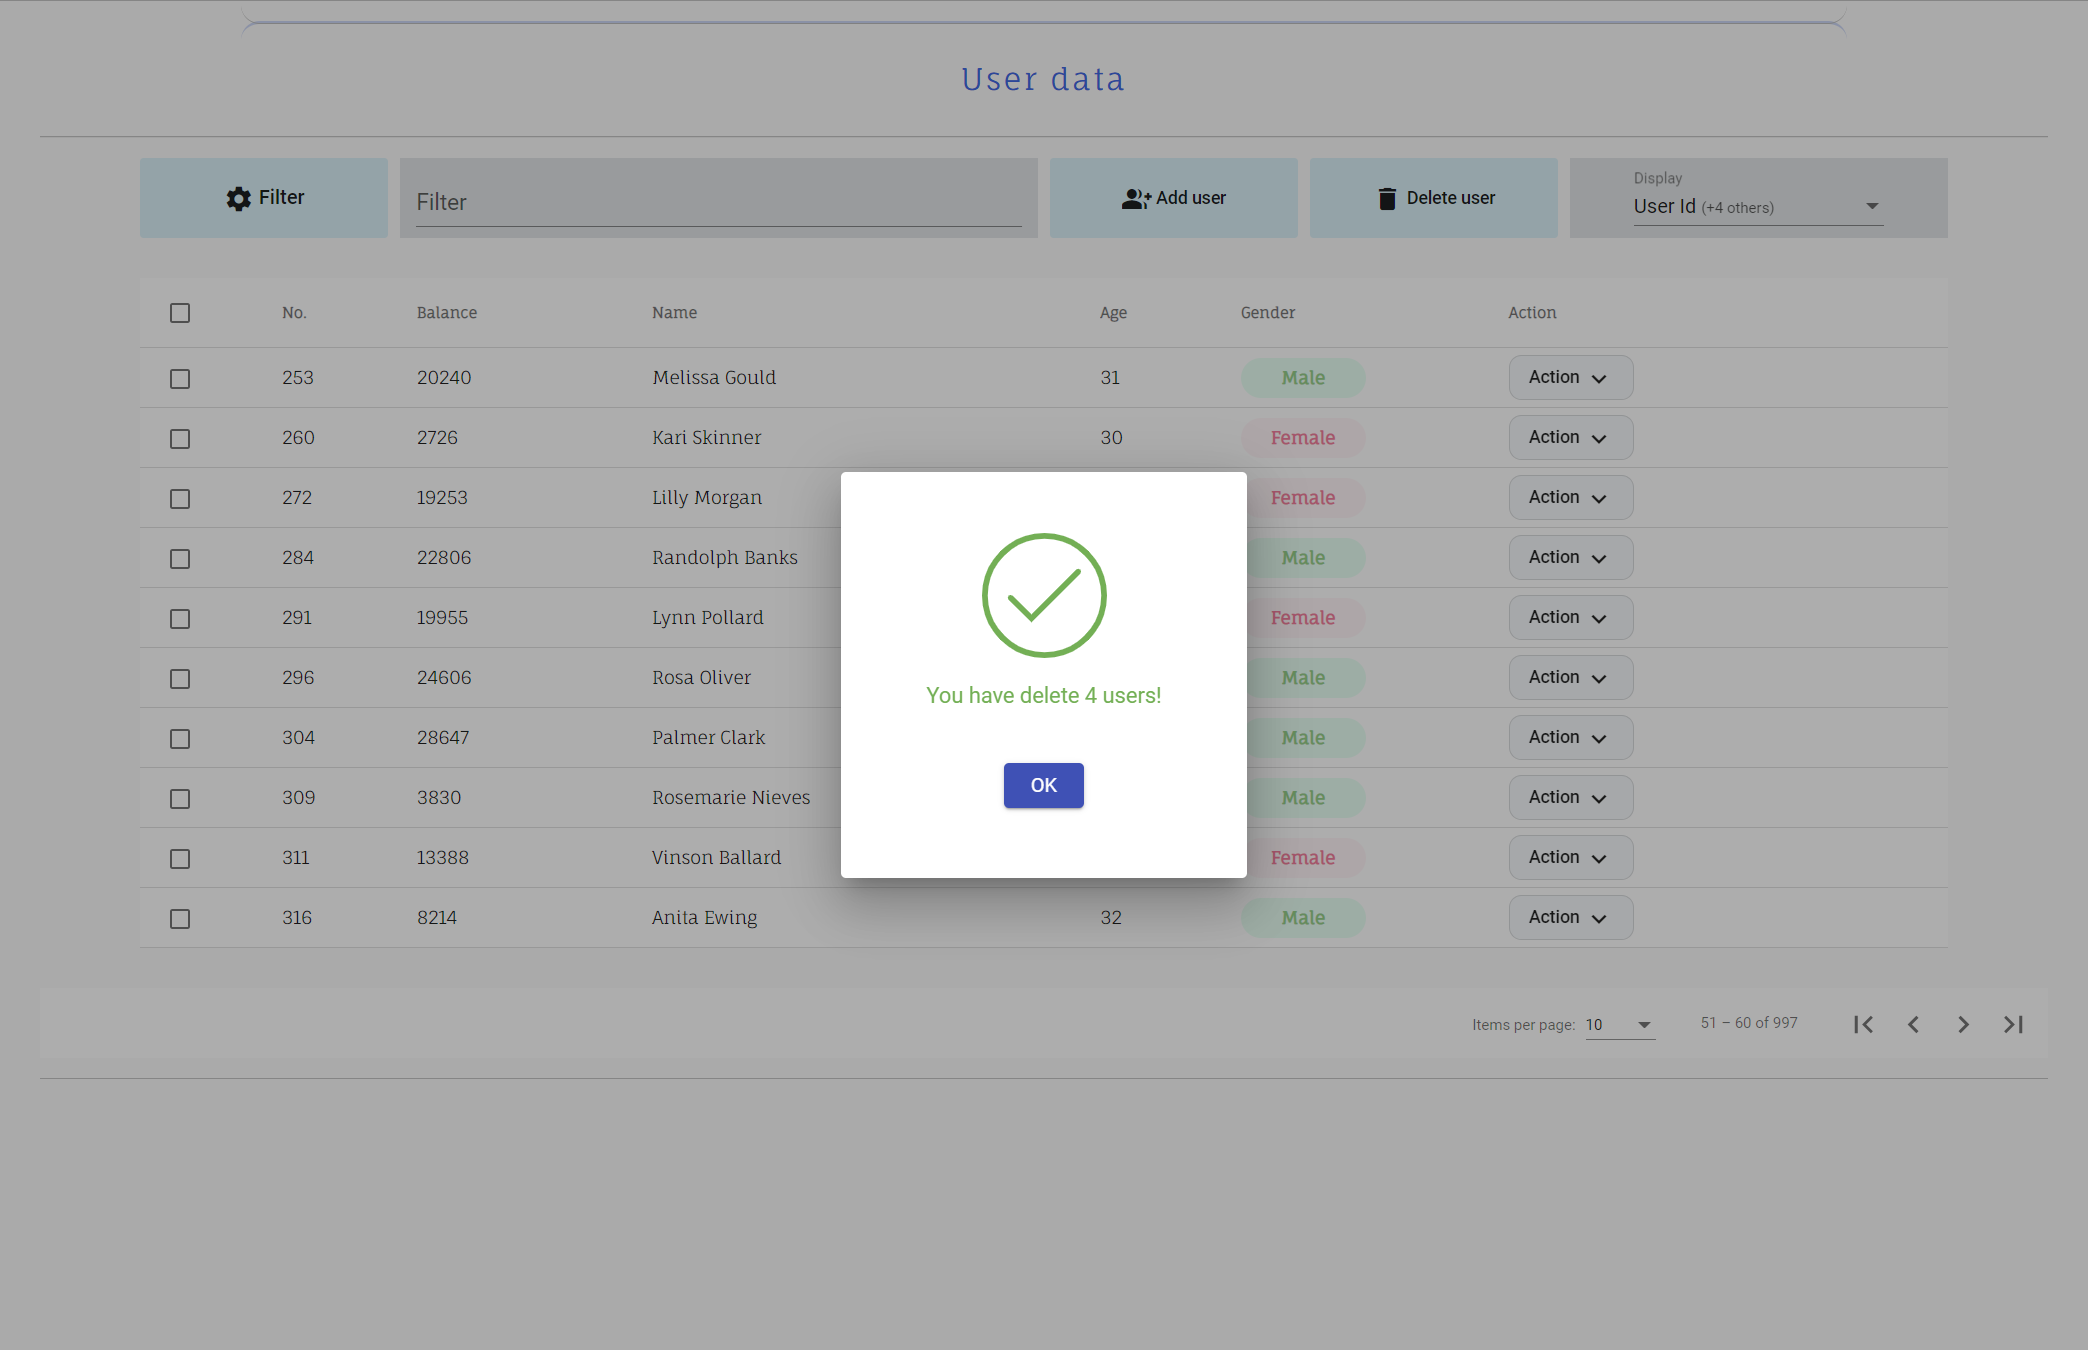 User data
Filter
Filter
Add user
Delete user
Display
User Id (+4 others)
No. Balance Name Age Gender Action
253 20240 Melissa Gould 31 Male Action
260 2726 Kari Skinner 30 Female Action
272 19253 Lilly Morgan Female Action
284 22806 Randolph Banks Male Action
291 19955 Lynn Pollard Female Action
296 24606 Rosa Oliver Male Action
304 28647 Palmer Clark Male Action
309 3830 Rosemarie Nieves Male Action
311 13388 Vinson Ballard Female Action
316 8214 Anita Ewing 32 Male Action
You have delete 4 users!
OK
Items per page: 10 51 – 60 of 997